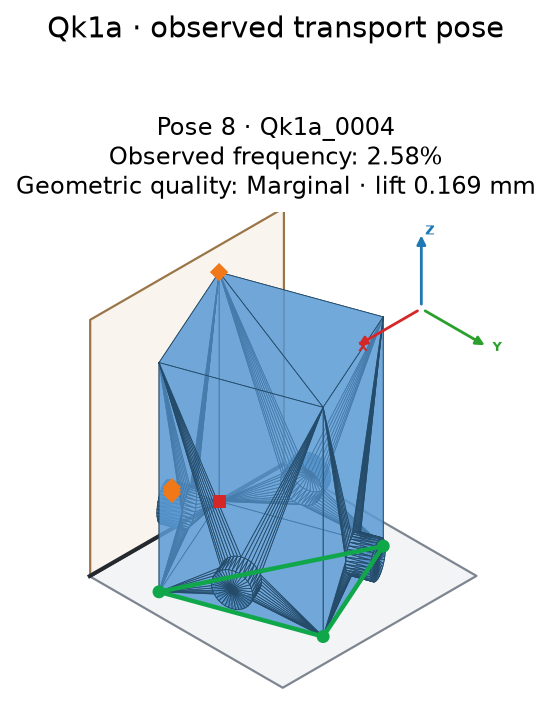 Qk1a · observed transport pose
Pose 8 · Qk1a_0004
Observed frequency: 2.58%
Geometric quality: Marginal · lift 0.169 mm
Z
X
Y